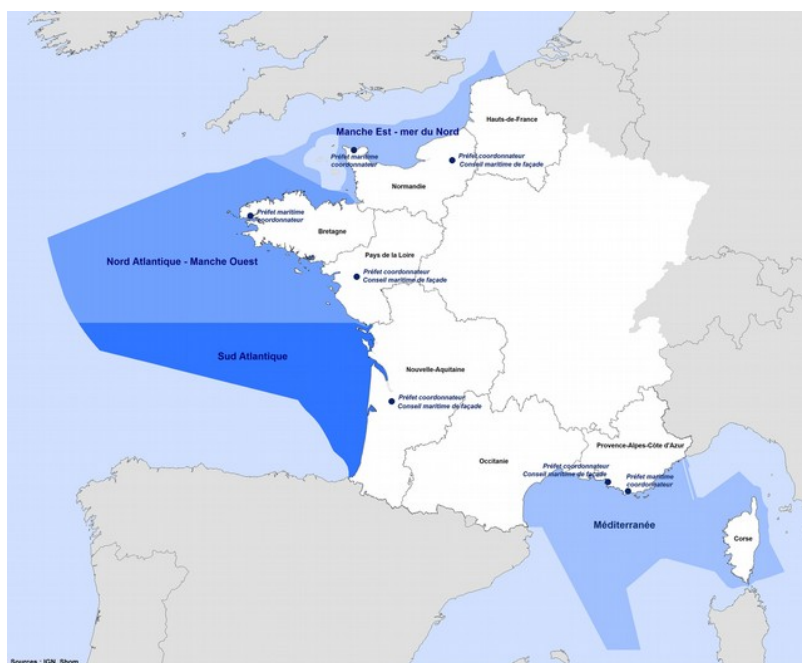 Hauts-de-France
Manche Est - mer du Nord
Préfet maritime
coordonnateur
Préfet coordonnateur
Conseil maritime de façade
Normandie
Préfet maritime
coordonnateur
Bretagne
Pays de la Loire
Nord Atlantique - Manche Ouest
Préfet coordonnateur
Conseil maritime de façade
Sud Atlantique
Nouvelle-Aquitaine
Préfet coordonnateur
Conseil maritime de façade
Provence-Alpes-Côte d'Azur
Occitanie
Préfet coordonnateur
Conseil maritime de façade
Préfet maritime
coordonnateur
Méditerranée
Corse
Sources : IGN, Shom